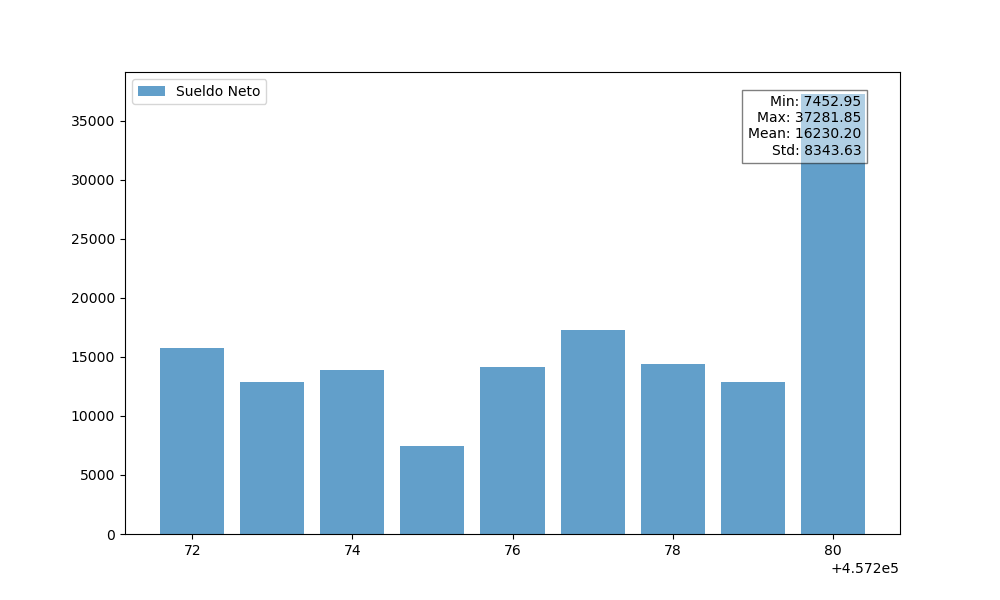 Sueldo Neto
Min: 7452.95
Max: 37281.85
Mean: 16230.20
Std: 8343.63
35000
30000
25000
20000
15000
10000
5000
0
72 74 76 78 80
+4.572e5